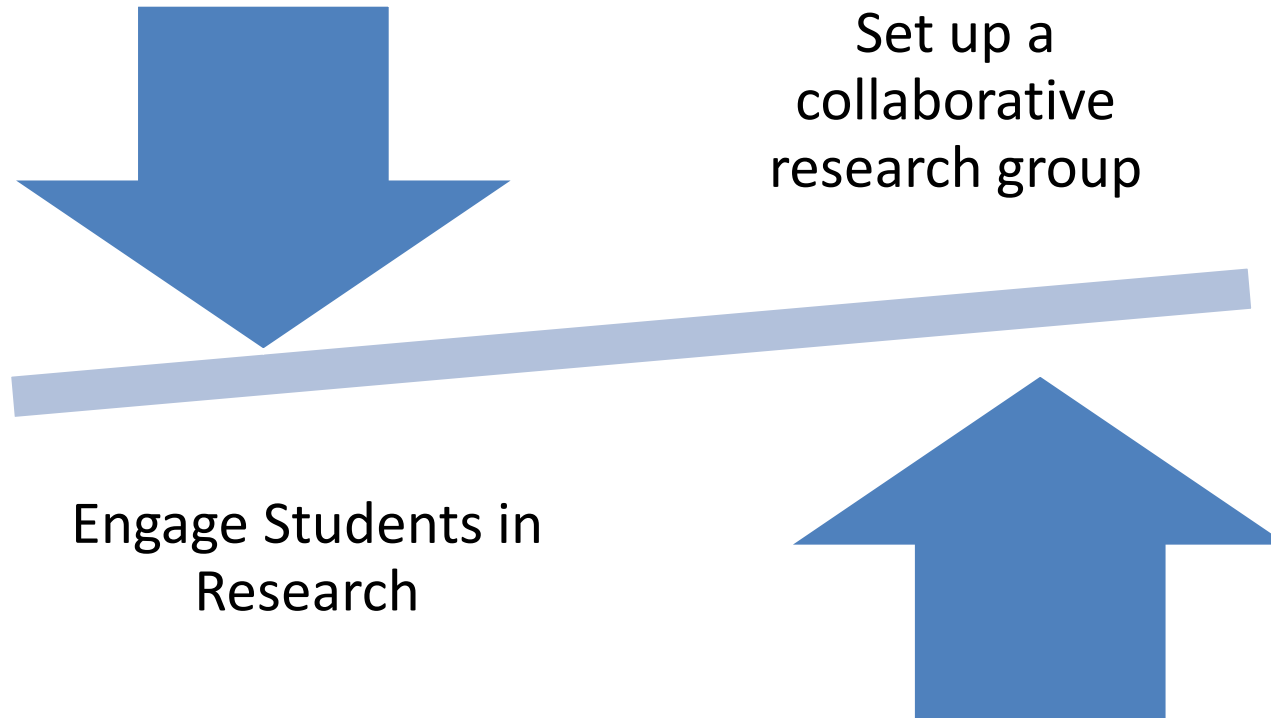 Set up a
collaborative
research group
Engage Students in
Research